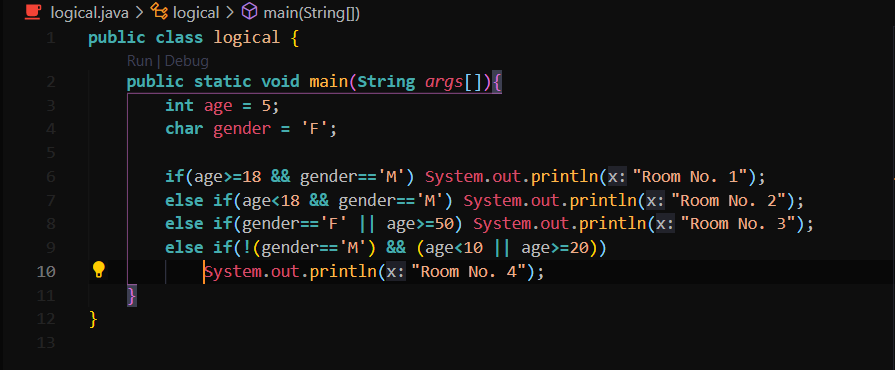 logical.java > logical > main(String[])
1 public class logical {
Run | Debug
2     public static void main(String args[]){
3         int age = 5;
4         char gender = 'F';
5
6         if(age>=18 && gender=='M') System.out.println(x: "Room No. 1");
7         else if(age<18 && gender=='M') System.out.println(x: "Room No. 2");
8         else if(gender=='F' || age>=50) System.out.println(x: "Room No. 3");
9         else if(!(gender=='M') && (age<10 || age>=20))
10             System.out.println(x: "Room No. 4");
11     }
12 }
13